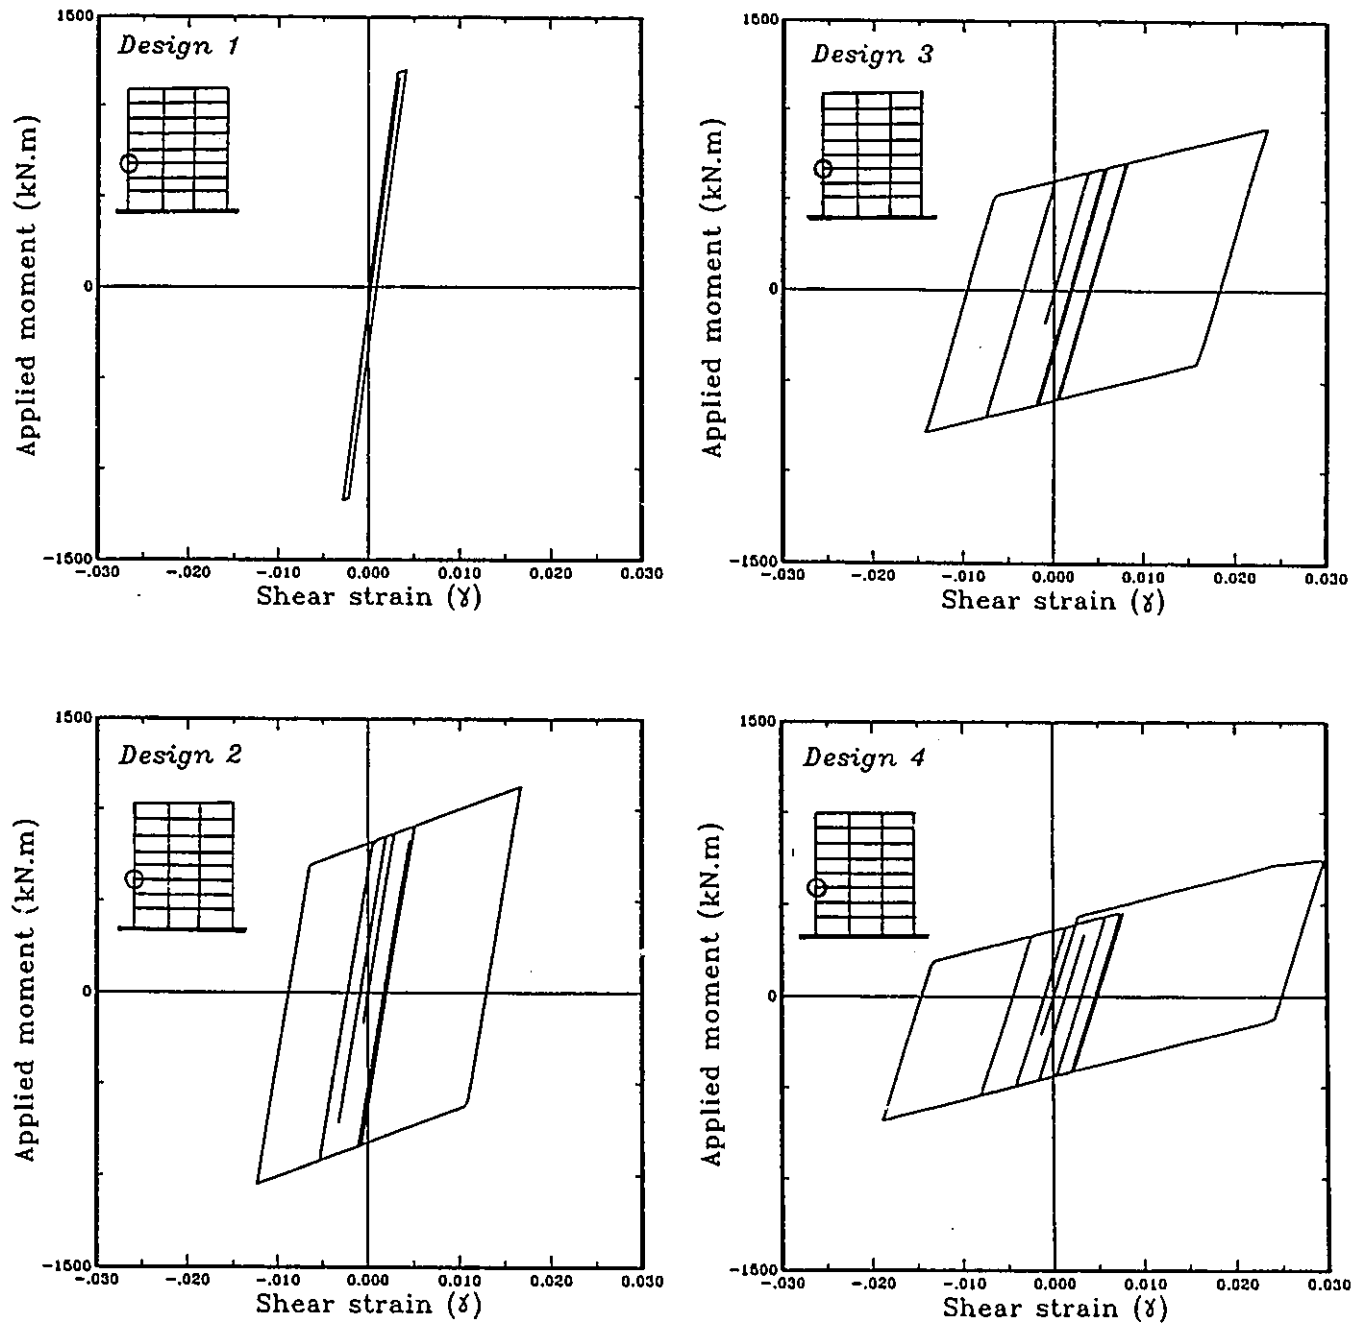 1500
Design 1
Applied moment (kN.m)
0
-1500
-.030 -.020 -.010 0.000 0.010 0.020 0.030
Shear strain (γ)
1500
Design 3
Applied moment (kN.m)
0
-1500
-.030 -.020 -.010 0.000 0.010 0.020 0.030
Shear strain (γ)
1500
Design 2
Applied moment (kN.m)
0
-1500
-.030 -.020 -.010 0.000 0.010 0.020 0.030
Shear strain (γ)
1500
Design 4
Applied moment (kN.m)
0
-1500
-.030 -.020 -.010 0.000 0.010 0.020 0.030
Shear strain (γ)